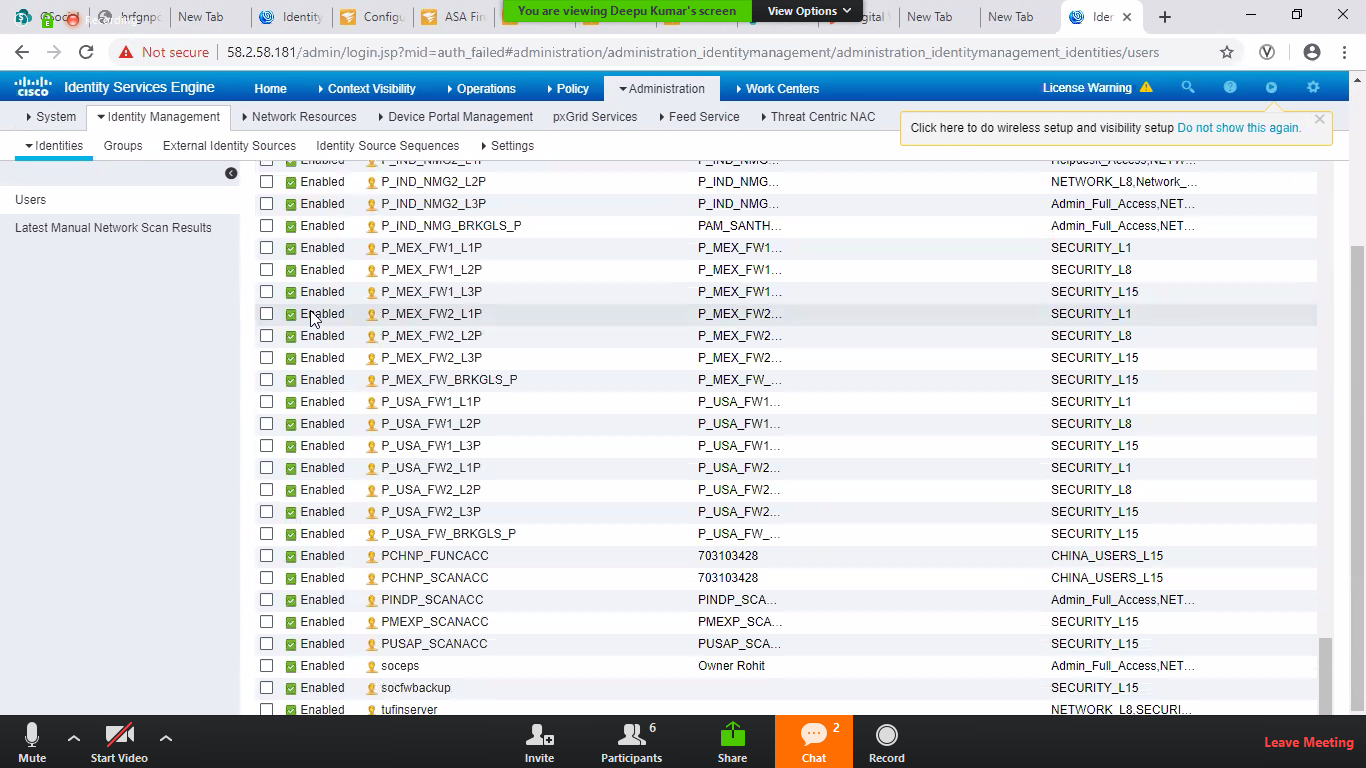 New Tab
Identity
Configu
ASA Fi
You are viewing Deepu Kumar's screen
View Options
New Tab
New Tab
Ider
Not secure
58.2.58.181/admin/login.jsp?mid=auth_failed#administration/administration_identitymanagement/administration_identitymanagement_identities/users
CISCO Identity Services Engine Home Context Visibility Operations Policy Administration Work Centers License Warning
System Identity Management Network Resources Device Portal Management pxGrid Services Feed Service Threat Centric NAC
Click here to do wireless setup and visibility setup Do not show this again.
Identities Groups External Identity Sources Identity Source Sequences Settings
Users
Latest Manual Network Scan Results
Enabled P_IND_NMG2_L1P P_IND_NMG... Helpdesk_Access,NETW...
Enabled P_IND_NMG2_L2P P_IND_NMG... NETWORK_L8,Network_...
Enabled P_IND_NMG2_L3P P_IND_NMG... Admin_Full_Access,NET...
Enabled P_IND_NMG_BRKGLS_P PAM_SANTH... Admin_Full_Access,NET...
Enabled P_MEX_FW1_L1P P_MEX_FW1... SECURITY_L1
Enabled P_MEX_FW1_L2P P_MEX_FW1... SECURITY_L8
Enabled P_MEX_FW1_L3P P_MEX_FW1... SECURITY_L15
Enabled P_MEX_FW2_L1P P_MEX_FW2... SECURITY_L1
Enabled P_MEX_FW2_L2P P_MEX_FW2... SECURITY_L8
Enabled P_MEX_FW2_L3P P_MEX_FW2... SECURITY_L15
Enabled P_MEX_FW_BRKGLS_P P_MEX_FW_... SECURITY_L15
Enabled P_USA_FW1_L1P P_USA_FW1... SECURITY_L1
Enabled P_USA_FW1_L2P P_USA_FW1... SECURITY_L8
Enabled P_USA_FW1_L3P P_USA_FW1... SECURITY_L15
Enabled P_USA_FW2_L1P P_USA_FW2... SECURITY_L1
Enabled P_USA_FW2_L2P P_USA_FW2... SECURITY_L8
Enabled P_USA_FW2_L3P P_USA_FW2... SECURITY_L15
Enabled P_USA_FW_BRKGLS_P P_USA_FW_... SECURITY_L15
Enabled PCHNP_FUNCACC 703103428 CHINA_USERS_L15
Enabled PCHNP_SCANACC 703103428 CHINA_USERS_L15
Enabled PINDP_SCANACC PINDP_SCA... Admin_Full_Access,NET...
Enabled PMEXP_SCANACC PMEXP_SCA... SECURITY_L15
Enabled PUSAP_SCANACC PUSAP_SCA... SECURITY_L15
Enabled soceps Owner Rohit Admin_Full_Access,NET...
Enabled socfwbackup SECURITY_L15
Enabled tufinserver NETWORK_L8,SECURI...
Mute
Start Video
Invite
Participants 6
Share
Chat 2
Record
Leave Meeting